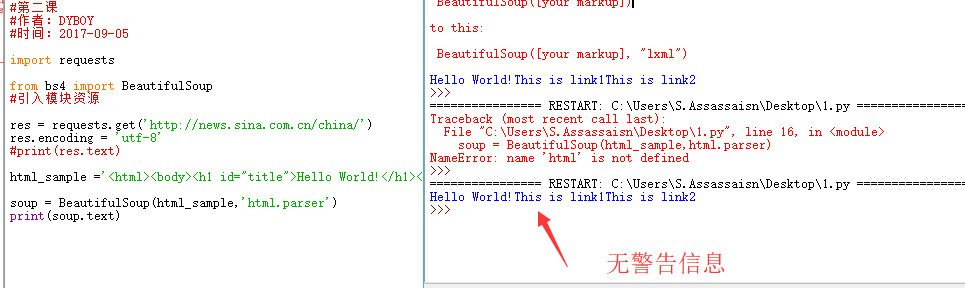 #第二课
#作者：DYBOY
#时间：2017-09-05
import requests
from bs4 import BeautifulSoup
#引入模块资源
res = requests.get('http://news.sina.com.cn/china/')
res.encoding = 'utf-8'
#print(res.text)
html_sample ='<html><body><h1 id="title">Hello World!</h1><
soup = BeautifulSoup(html_sample,'html.parser')
print(soup.text)
BeautifulSoup([your markup])
to this:
BeautifulSoup([your markup], "lxml")
Hello World!This is link1This is link2
>>>
================ RESTART: C:\Users\S.Assassaisn\Desktop\1.py ================
Traceback (most recent call last):
File "C:\Users\S.Assassaisn\Desktop\1.py", line 16, in <module>
soup = BeautifulSoup(html_sample,html.parser)
NameError: name 'html' is not defined
>>>
================ RESTART: C:\Users\S.Assassaisn\Desktop\1.py ================
Hello World!This is link1This is link2
>>>
无警告信息